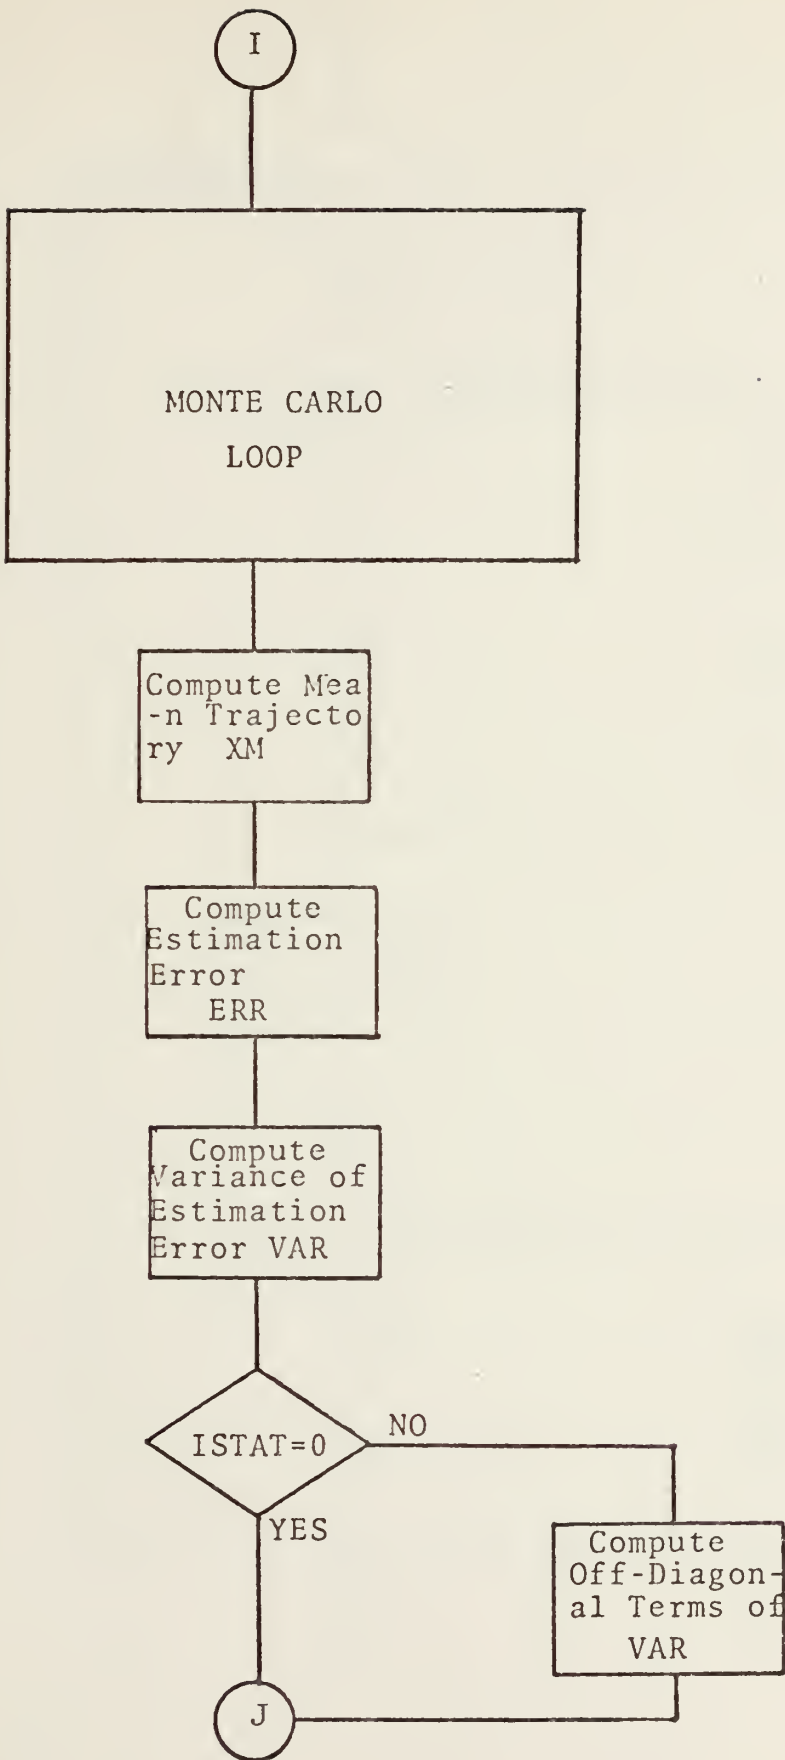 I
MONTE CARLO
LOOP
Compute Mea
-n Trajecto
ry XM
Compute
Estimation
Error
ERR
Compute
Variance of
Estimation
Error VAR
ISTAT=0
NO
YES
Compute
Off-Diagon-
al Terms of
VAR
J